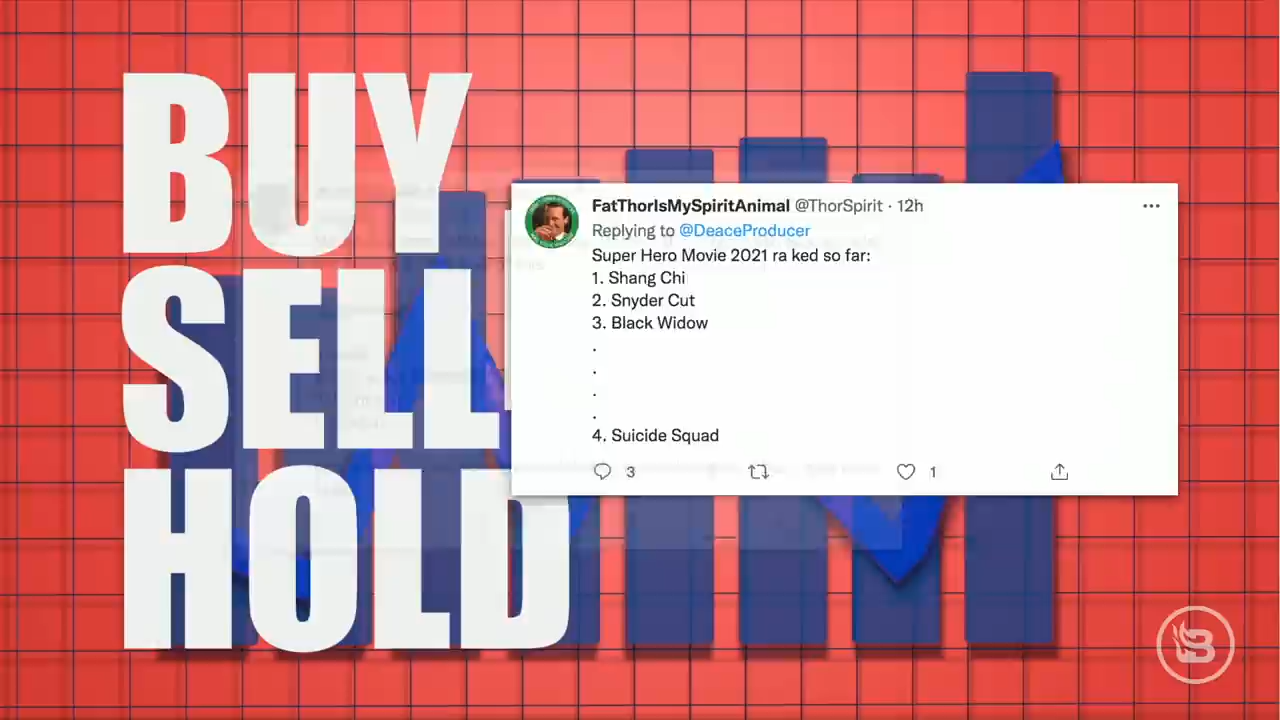 BUY
SELL
HOLD
FatThorIsMySpiritAnimal @ThorSpirit · 12h
Replying to @DeaceProducer
Super Hero Movie 2021 ra ked so far:
1. Shang Chi
2. Snyder Cut
3. Black Widow
.
.
.
.
4. Suicide Squad
3 1
B